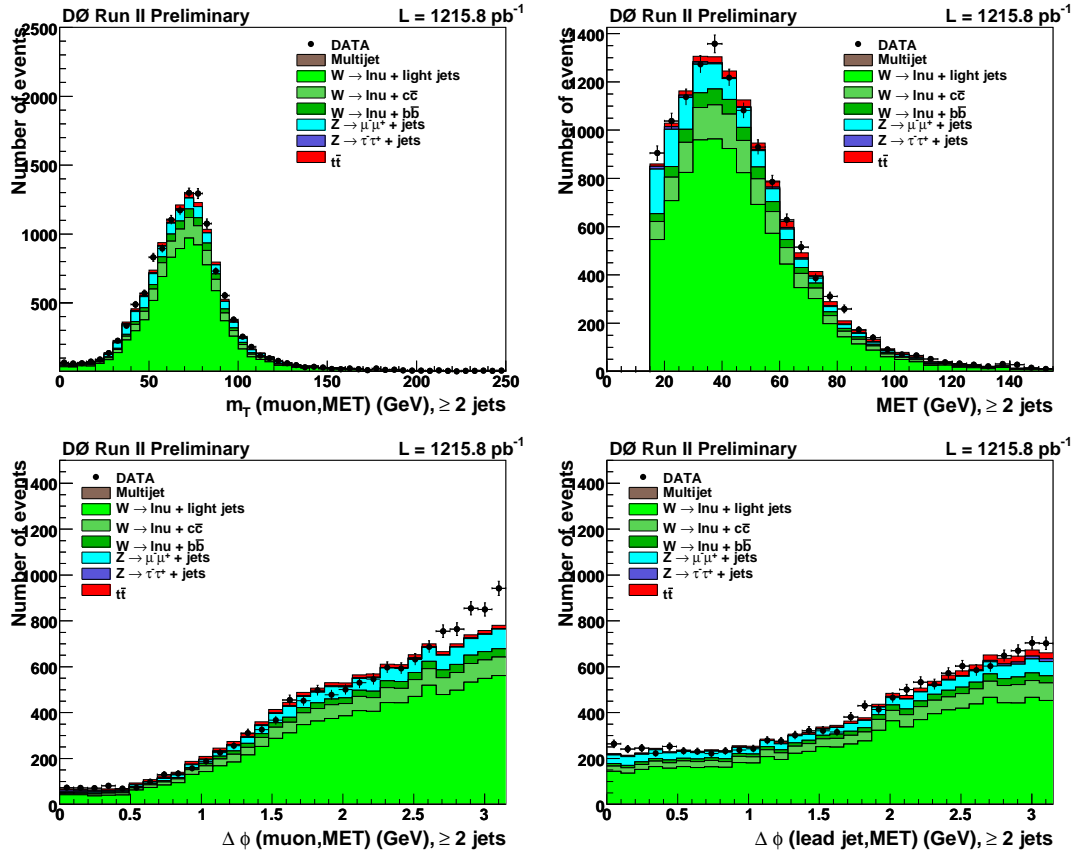 DØ Run II Preliminary L = 1215.8 pb⁻¹
Number of events
2500
2000
1500
1000
500
DATA
Multijet
W → lnu + light jets
W → lnu + cc̄
W → lnu + bb̄
Z → μ⁻μ⁺ + jets
Z → τ⁻τ⁺ + jets
tt̄
0 50 100 150 200 250
m_T (muon,MET) (GeV), ≥ 2 jets
DØ Run II Preliminary L = 1215.8 pb⁻¹
Number of events
1400
1200
1000
800
600
400
200
0
DATA
Multijet
W → lnu + light jets
W → lnu + cc̄
W → lnu + bb̄
Z → μ⁻μ⁺ + jets
Z → τ⁻τ⁺ + jets
tt̄
0 20 40 60 80 100 120 140
MET (GeV), ≥ 2 jets
DØ Run II Preliminary L = 1215.8 pb⁻¹
Number of events
1400
1200
1000
800
600
400
200
0
DATA
Multijet
W → lnu + light jets
W → lnu + cc̄
W → lnu + bb̄
Z → μ⁻μ⁺ + jets
Z → τ⁻τ⁺ + jets
tt̄
0 0.5 1 1.5 2 2.5 3
Δ ϕ (muon,MET) (GeV), ≥ 2 jets
DØ Run II Preliminary L = 1215.8 pb⁻¹
Number of events
1400
1200
1000
800
600
400
200
0
DATA
Multijet
W → lnu + light jets
W → lnu + cc̄
W → lnu + bb̄
Z → μ⁻μ⁺ + jets
Z → τ⁻τ⁺ + jets
tt̄
0 0.5 1 1.5 2 2.5 3
Δ ϕ (lead jet,MET) (GeV), ≥ 2 jets